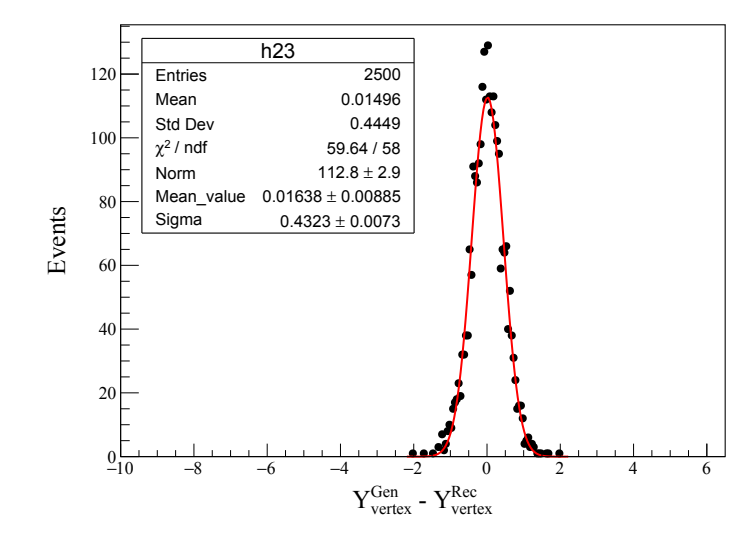 h23
Entries 2500
Mean 0.01496
Std Dev 0.4449
χ² / ndf 59.64 / 58
Norm 112.8 ± 2.9
Mean_value 0.01638 ± 0.00885
Sigma 0.4323 ± 0.0073
Events
120
100
80
60
40
20
0
−10 −8 −6 −4 −2 0 2 4 6
Y^Gen_vertex - Y^Rec_vertex